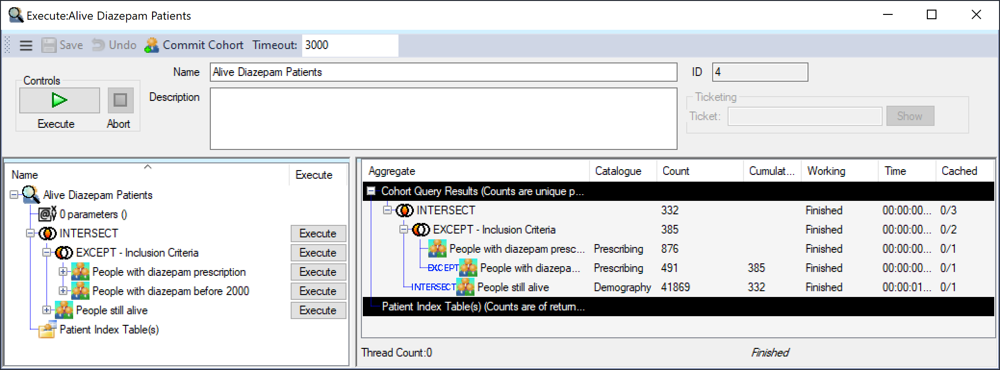 Execute:Alive Diazepam Patients
Save Undo Commit Cohort Timeout: 3000
Controls
Execute
Abort
Name Alive Diazepam Patients
Description
ID 4
Ticketing
Ticket: Show
Name Execute
Alive Diazepam Patients
0 parameters ()
INTERSECT Execute
EXCEPT - Inclusion Criteria Execute
People with diazepam prescription Execute
People with diazepam before 2000 Execute
People still alive Execute
Patient Index Table(s)
Aggregate Catalogue Count Cumulat... Working Time Cached
Cohort Query Results (Counts are unique p...
INTERSECT 332 Finished 00:00:00... 0/3
EXCEPT - Inclusion Criteria 385 Finished 00:00:00... 0/2
People with diazepam presc... Prescribing 876 Finished 00:00:00... 0/1
EXCEPT People with diazepa... Prescribing 491 385 Finished 00:00:00... 0/1
INTERSECT People still alive Demography 41869 332 Finished 00:00:01... 0/1
Patient Index Table(s) (Counts are of return...
Thread Count:0 Finished